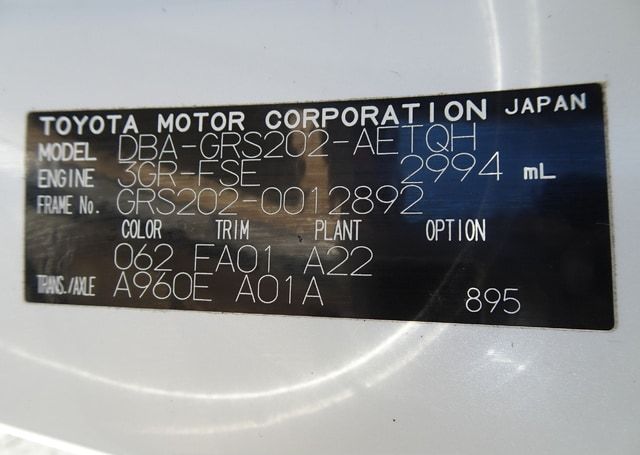 TOYOTA MOTOR CORPORATION JAPAN
MODEL DBA-GRS202-AETQH
ENGINE 3GR-FSE 2994 mL
FRAME No. GRS202-0012892
COLOR TRIM PLANT OPTION
062 FA01 A22
TRANS./AXLE A960E A01A 895